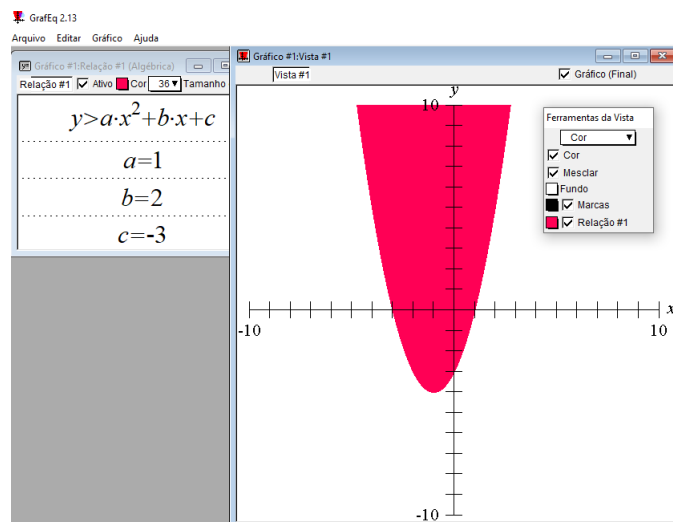 GrafEq 2.13
Arquivo Editar Gráfico Ajuda
Gráfico #1:Relação #1 (Algébrica)
Relação #1 Ativo Cor 36 Tamanho
y>a·x²+b·x+c
a=1
b=2
c=-3
Gráfico #1:Vista #1
Vista #1
Gráfico (Final)
y
10
x
-10
10
-10
Ferramentas da Vista
Cor
Cor
Mesclar
Fundo
Marcas
Relação #1